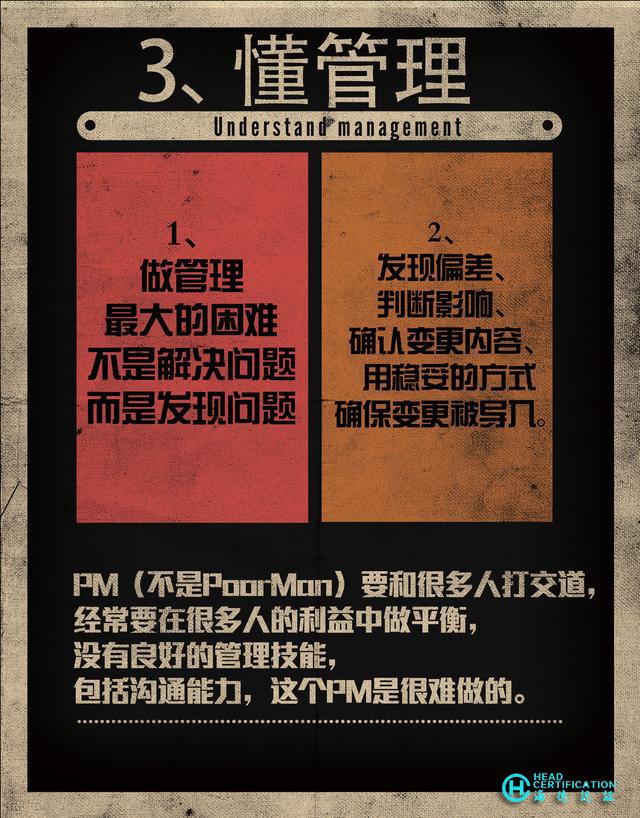 3、懂管理
Understand management
1、
做管理
最大的困难
不是解决问题
而是发现问题
2、
发现偏差、
判断影响、
确认变更内容、
用稳妥的方式
确保变更被导入。
PM（不是PoorMan）要和很多人打交道，
经常要在很多人的利益中做平衡，
没有良好的管理技能，
包括沟通能力，这个PM是很难做的。
HEAD
CERTIFICATION